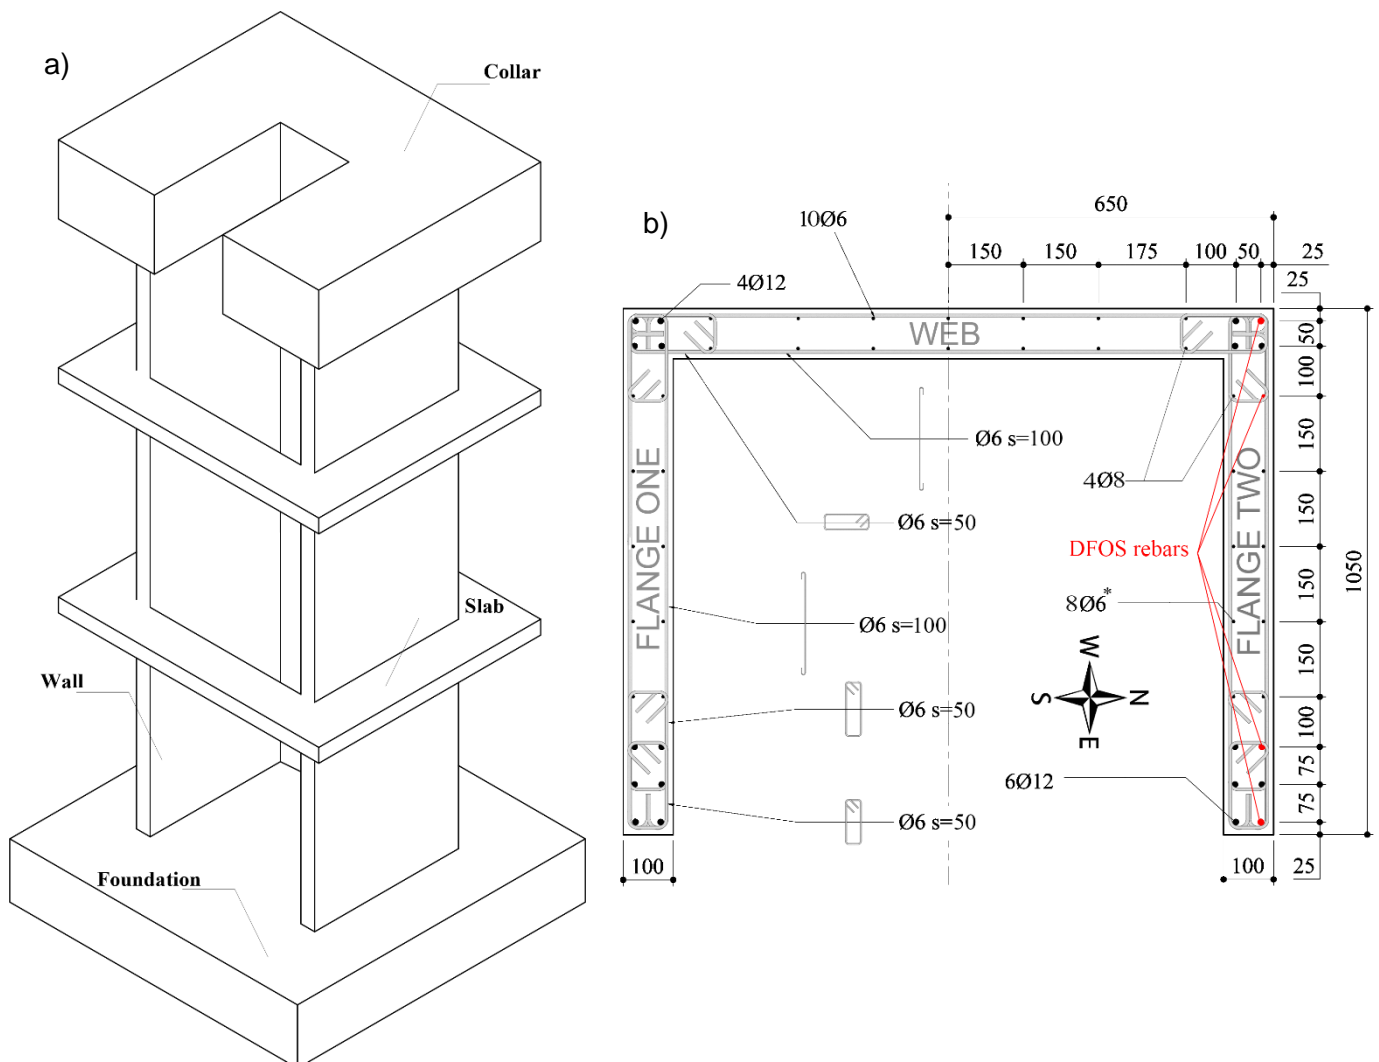 a)
Collar
Slab
Wall
Foundation
b)
650
150
150
175
100
50
25
25
10Ø6
4Ø12
WEB
50
100
150
150
150
150
100
75
75
25
1050
Ø6 s=100
4Ø8
Ø6 s=50
FLANGE ONE
FLANGE TWO
DFOS rebars
8Ø6*
Ø6 s=100
W
N
S
E
Ø6 s=50
6Ø12
Ø6 s=50
100
100